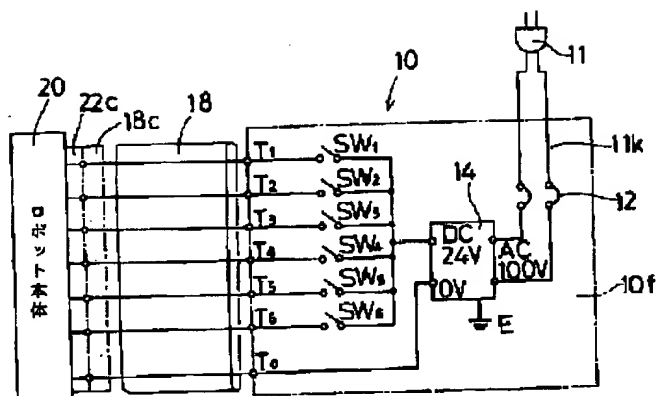 20
22c
18c
18
10
11
11k
12
14
10f
ロボット本体
T₁ SW₁
T₂ SW₂
T₃ SW₃
T₄ SW₄
T₅ SW₅
T₆ SW₆
T₀
DC
24V
0V
AC
100V
E